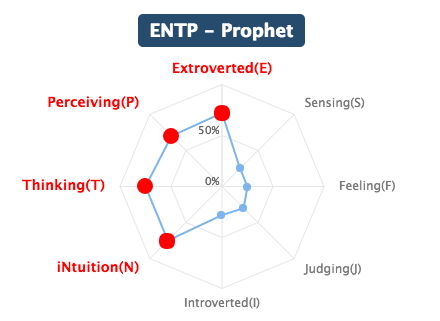 ENTP – Prophet
Extroverted(E)
Perceiving(P)
Sensing(S)
50%
Thinking(T)
0%
Feeling(F)
iNtuition(N)
Judging(J)
Introverted(I)